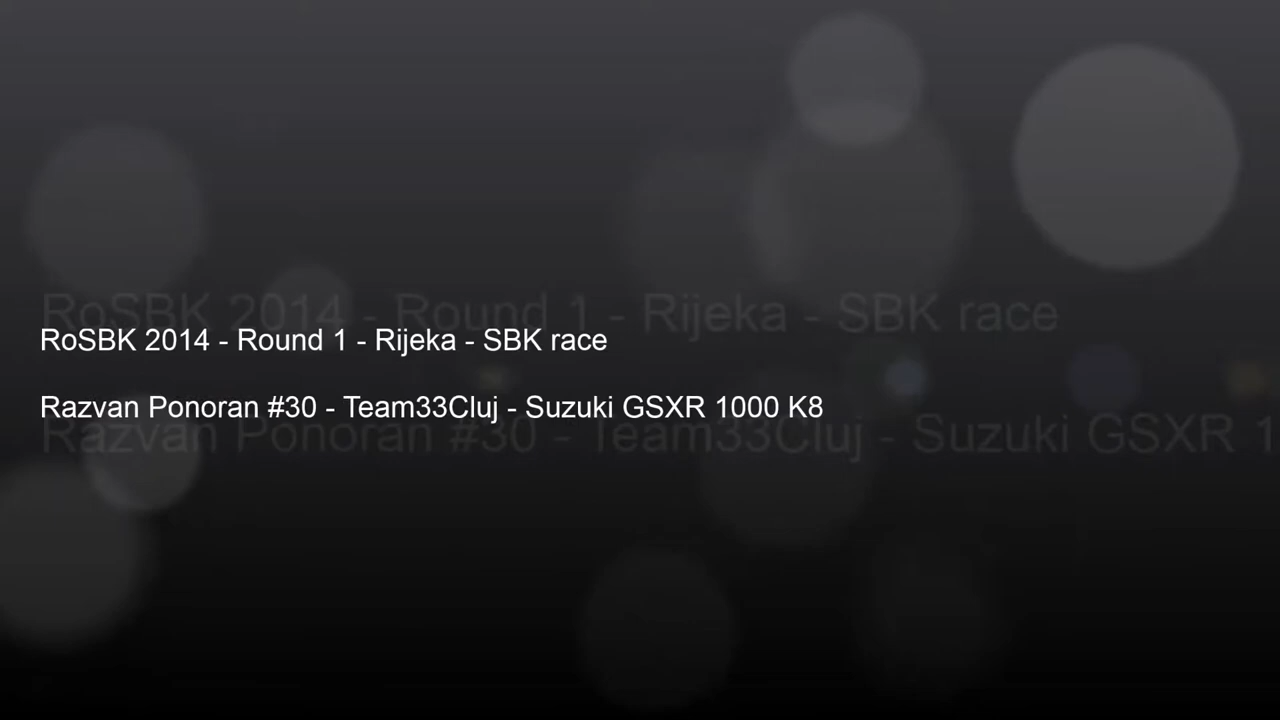 RoSBK 2014 - Round 1 - Rijeka - SBK race
Razvan Ponoran #30 - Team33Cluj - Suzuki GSXR 1000 K8